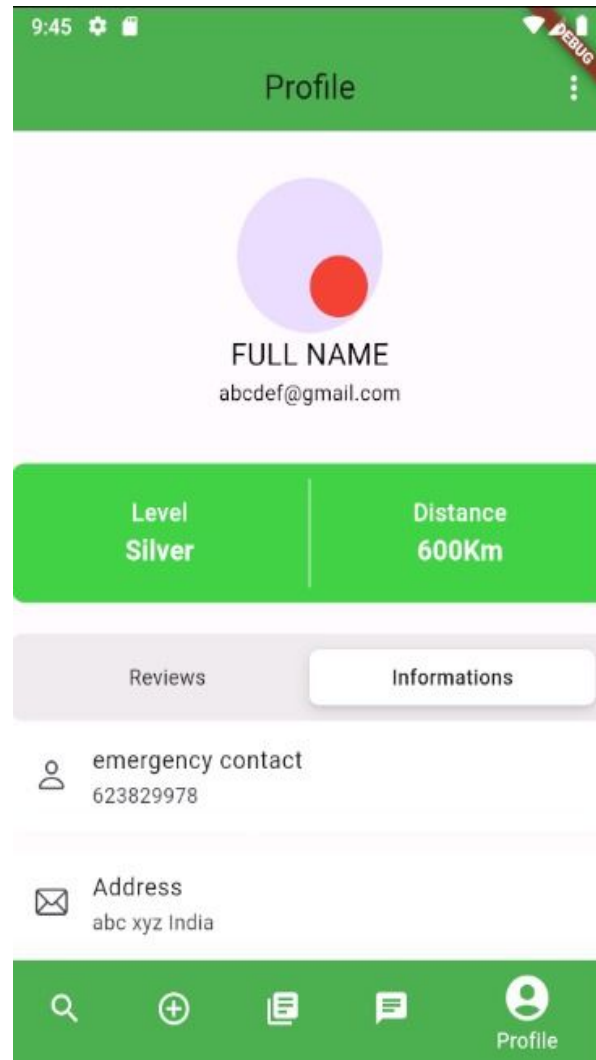 9:45
DEBUG
Profile
FULL NAME
abcdef@gmail.com
Level
Silver
Distance
600Km
Reviews
Informations
emergency contact
623829978
Address
abc xyz India
Profile